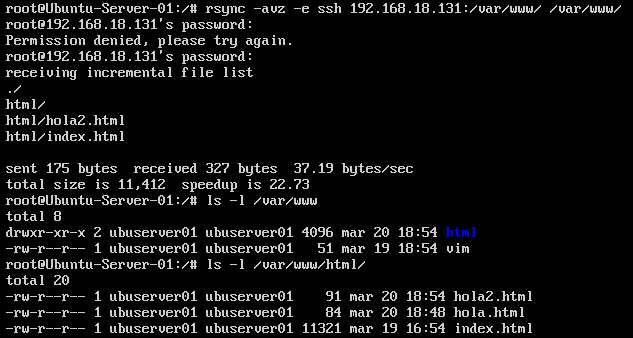 root@Ubuntu-Server-01:/# rsync -avz -e ssh 192.168.18.131:/var/www/ /var/www/
root@192.168.18.131's password:
Permission denied, please try again.
root@192.168.18.131's password:
receiving incremental file list
./
html/
html/hola2.html
html/index.html

sent 175 bytes  received 327 bytes  37.19 bytes/sec
total size is 11,412  speedup is 22.73
root@Ubuntu-Server-01:/# ls -l /var/www
total 8
drwxr-xr-x 2 ubuserver01 ubuserver01 4096 mar 20 18:54 html
-rw-r--r-- 1 ubuserver01 ubuserver01   51 mar 19 18:54 vim
root@Ubuntu-Server-01:/# ls -l /var/www/html/
total 20
-rw-r--r-- 1 ubuserver01 ubuserver01    91 mar 20 18:54 hola2.html
-rw-r--r-- 1 ubuserver01 ubuserver01    84 mar 20 18:48 hola.html
-rw-r--r-- 1 ubuserver01 ubuserver01 11321 mar 19 16:54 index.html